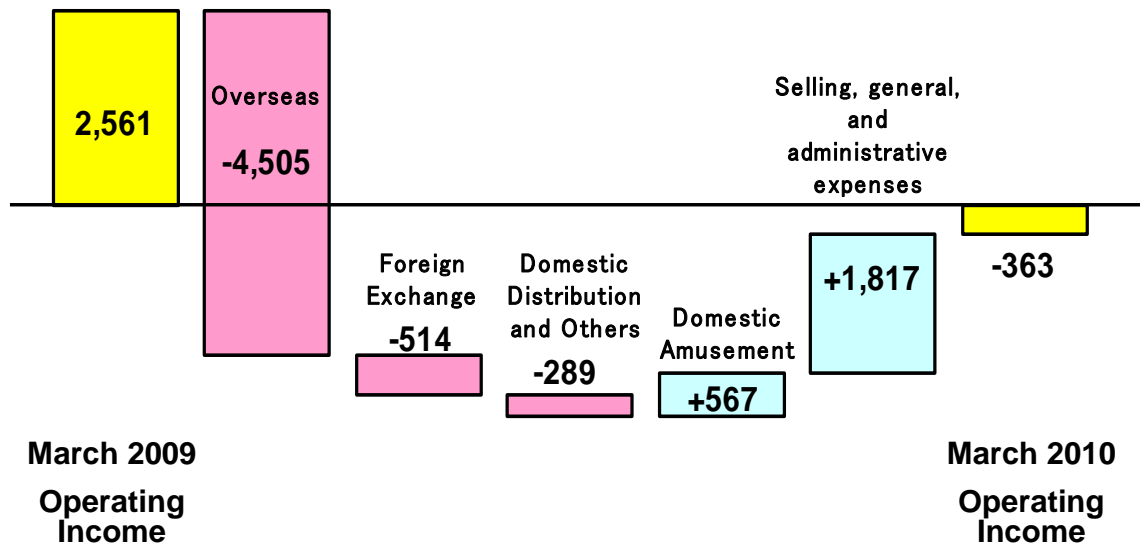 2,561
Overseas
-4,505
Foreign
Exchange
-514
Domestic
Distribution
and Others
-289
Domestic
Amusement
+567
Selling, general,
and
administrative
expenses
+1,817
-363
March 2009
Operating
Income
March 2010
Operating
Income